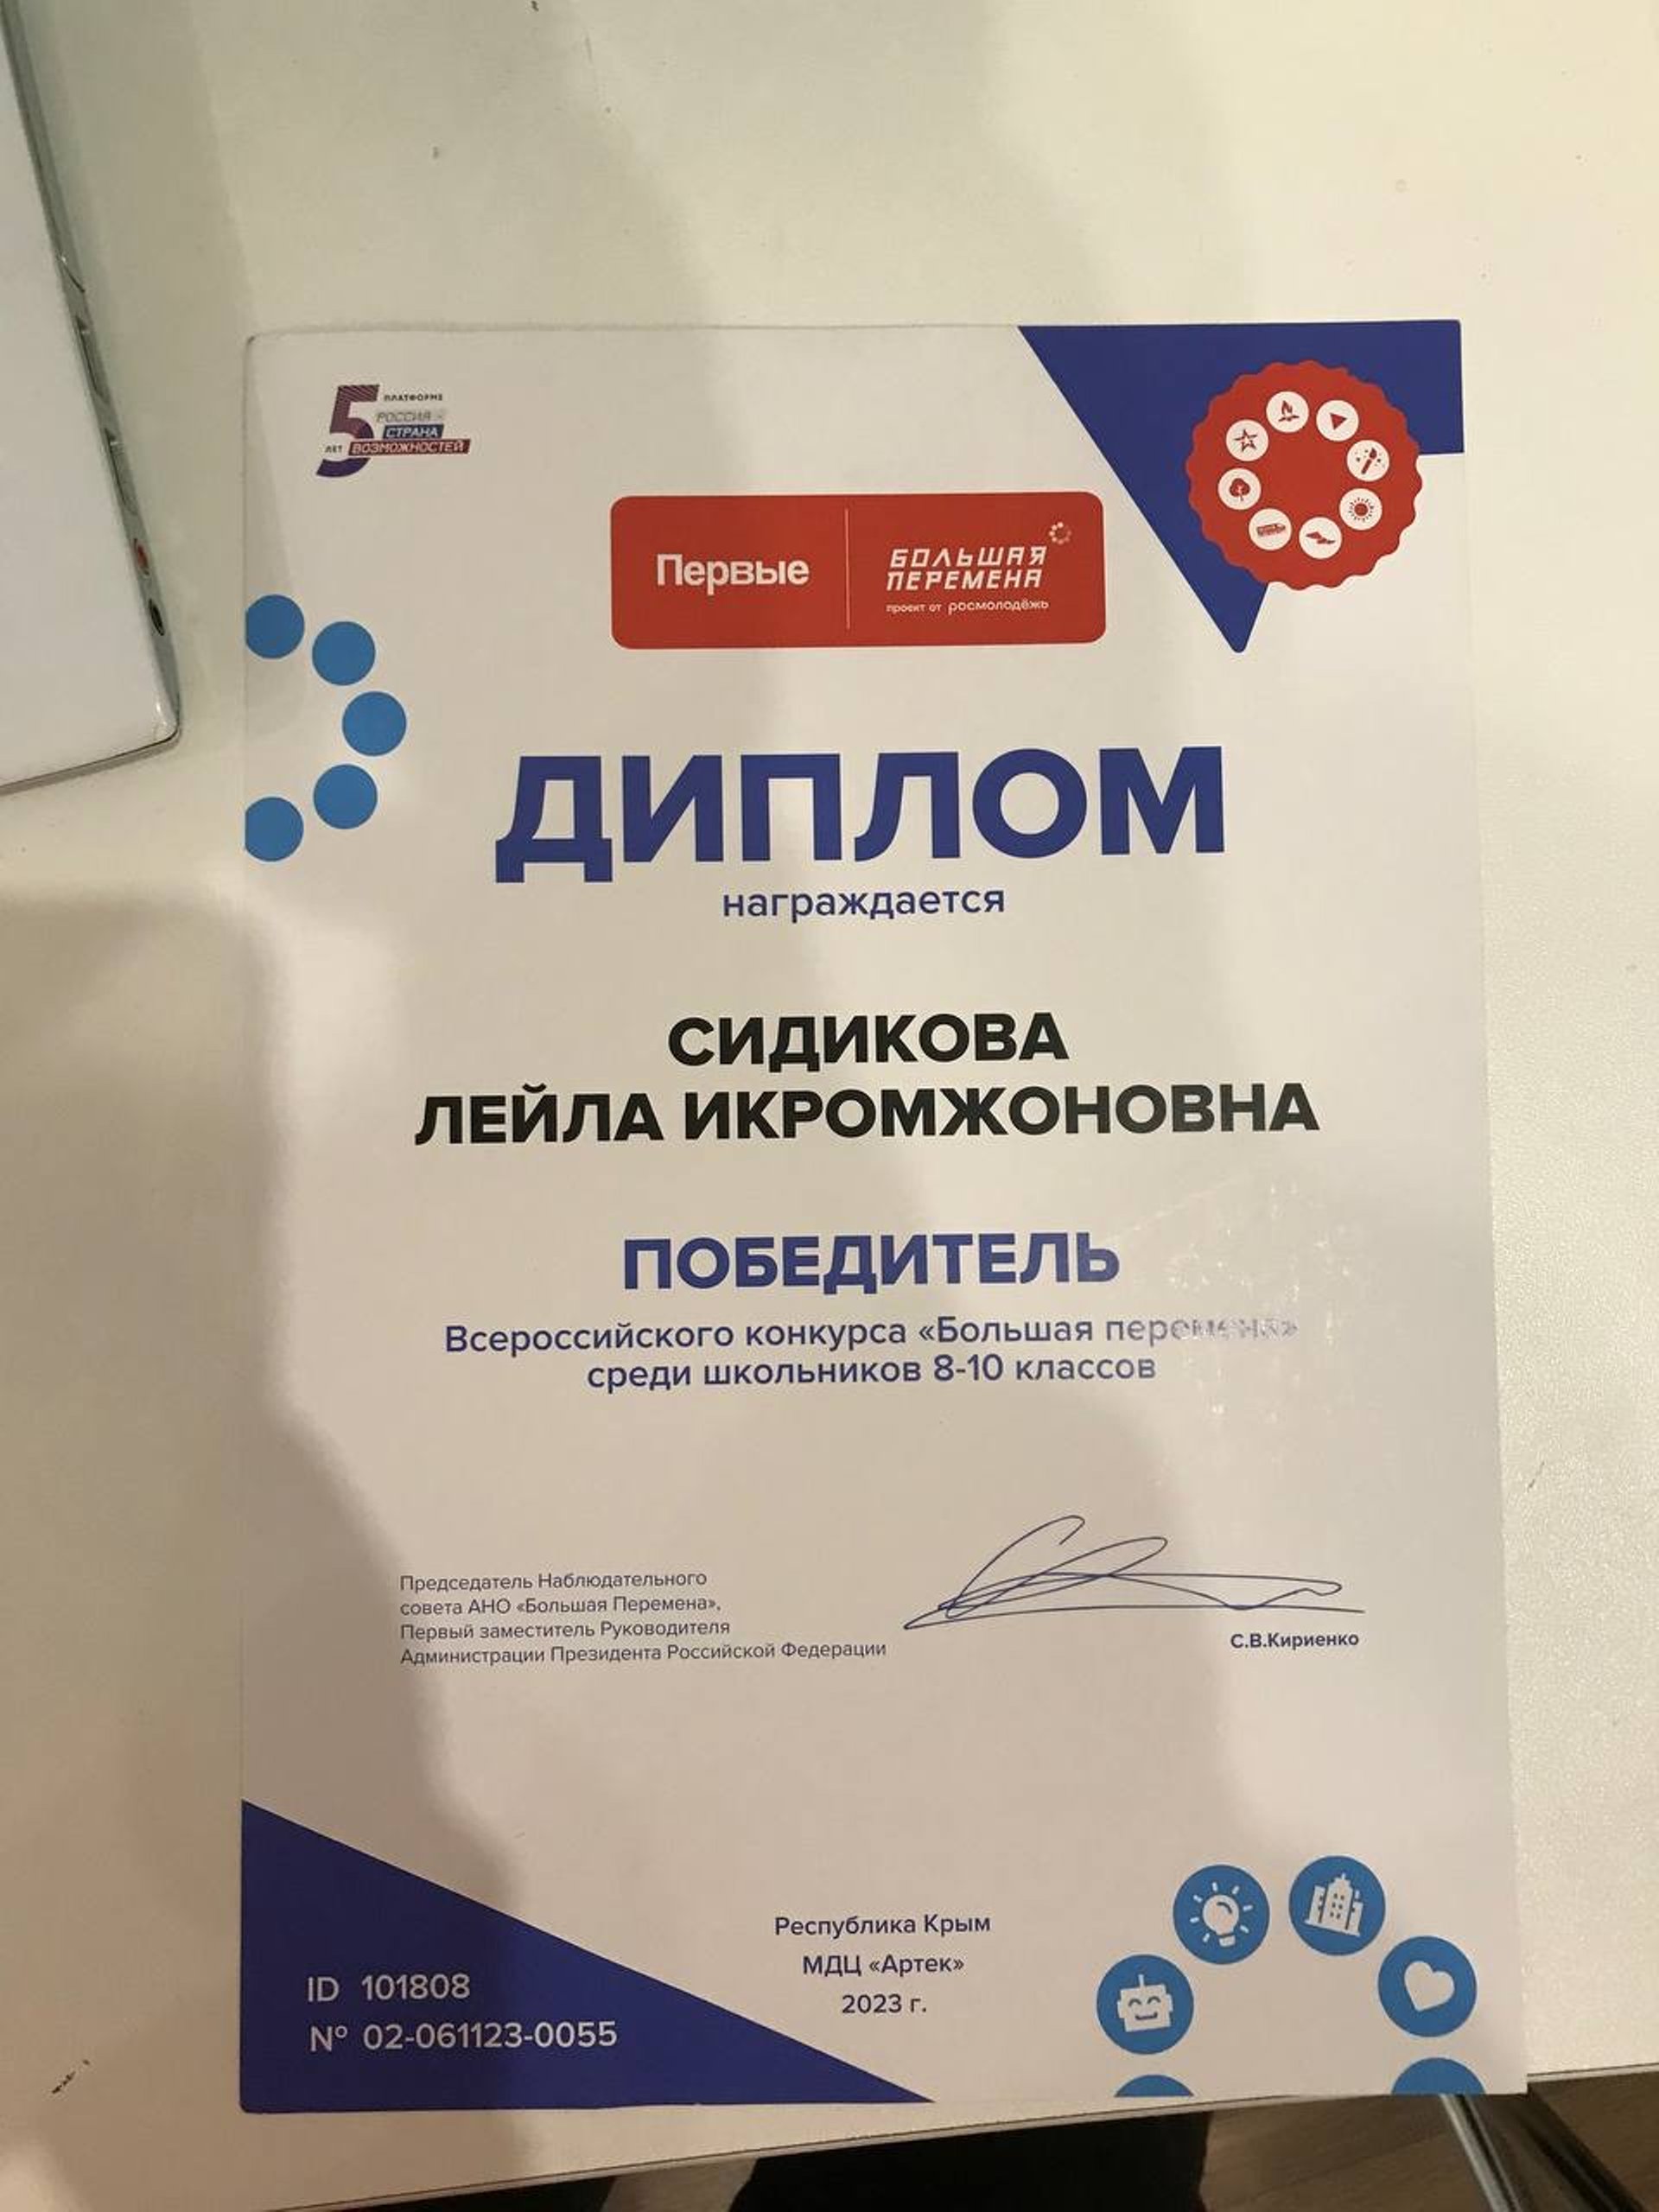 5 ЛЕТ
ПЛАТФОРМЕ
РОССИЯ -
СТРАНА
ВОЗМОЖНОСТЕЙ
Первые
БОЛЬШАЯ
ПЕРЕМЕНА
проект от росмолодёжь
ДИПЛОМ
награждается
СИДИКОВА
ЛЕЙЛА ИКРОМЖОНОВНА
ПОБЕДИТЕЛЬ
Всероссийского конкурса «Большая перемена»
среди школьников 8-10 классов
Председатель Наблюдательного
совета АНО «Большая Перемена»,
Первый заместитель Руководителя
Администрации Президента Российской Федерации
С.В.Кириенко
Республика Крым
МДЦ «Артек»
2023 г.
ID 101808
№ 02-061123-0055